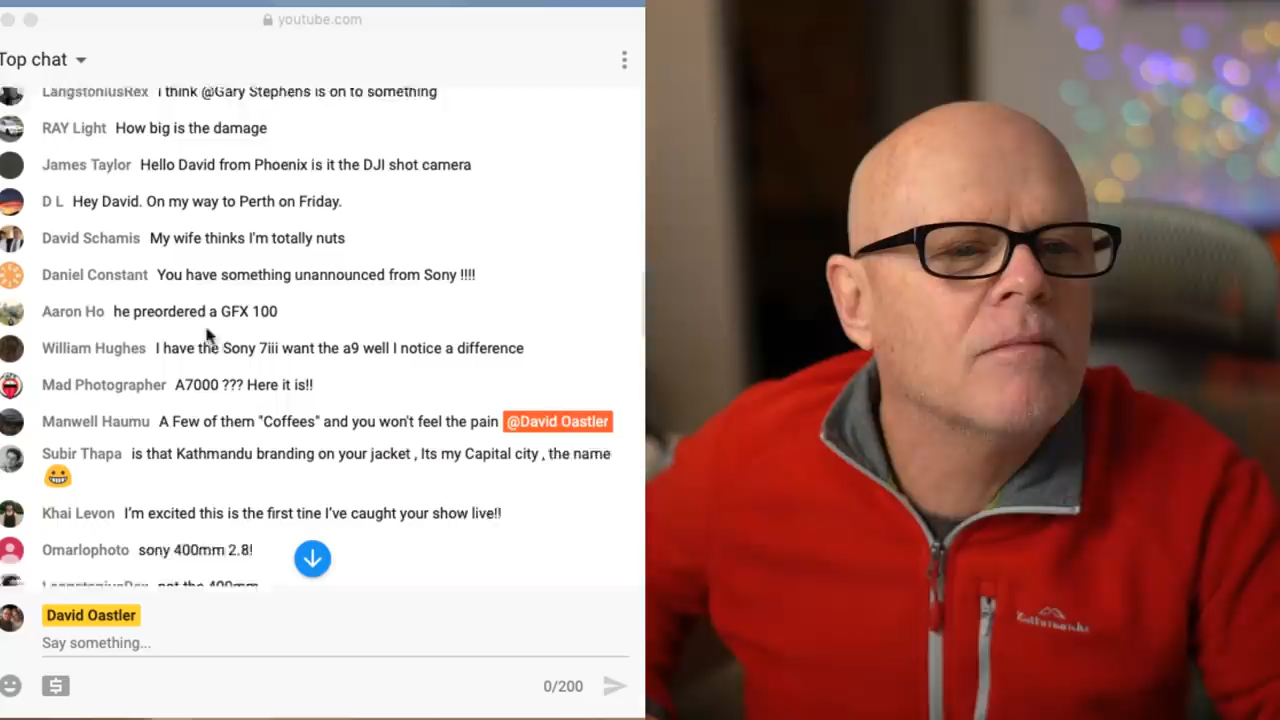 youtube.com
Top chat
LangstoniusRex i think @Gary Stephens is on to something
RAY Light How big is the damage
James Taylor Hello David from Phoenix is it the DJI shot camera
D L Hey David. On my way to Perth on Friday.
David Schamis My wife thinks I'm totally nuts
Daniel Constant You have something unannounced from Sony !!!!
Aaron Ho he preordered a GFX 100
William Hughes I have the Sony 7iii want the a9 well I notice a difference
Mad Photographer A7000 ??? Here it is!!
Manwell Haumu A Few of them "Coffees" and you won't feel the pain @David Oastler
Subir Thapa is that Kathmandu branding on your jacket , Its my Capital city , the name
Khai Levon I'm excited this is the first tine I've caught your show live!!
Omarlophoto sony 400mm 2.8!
LangstoniusRex not the 400mm
David Oastler
Say something...
0/200
Kathmandu